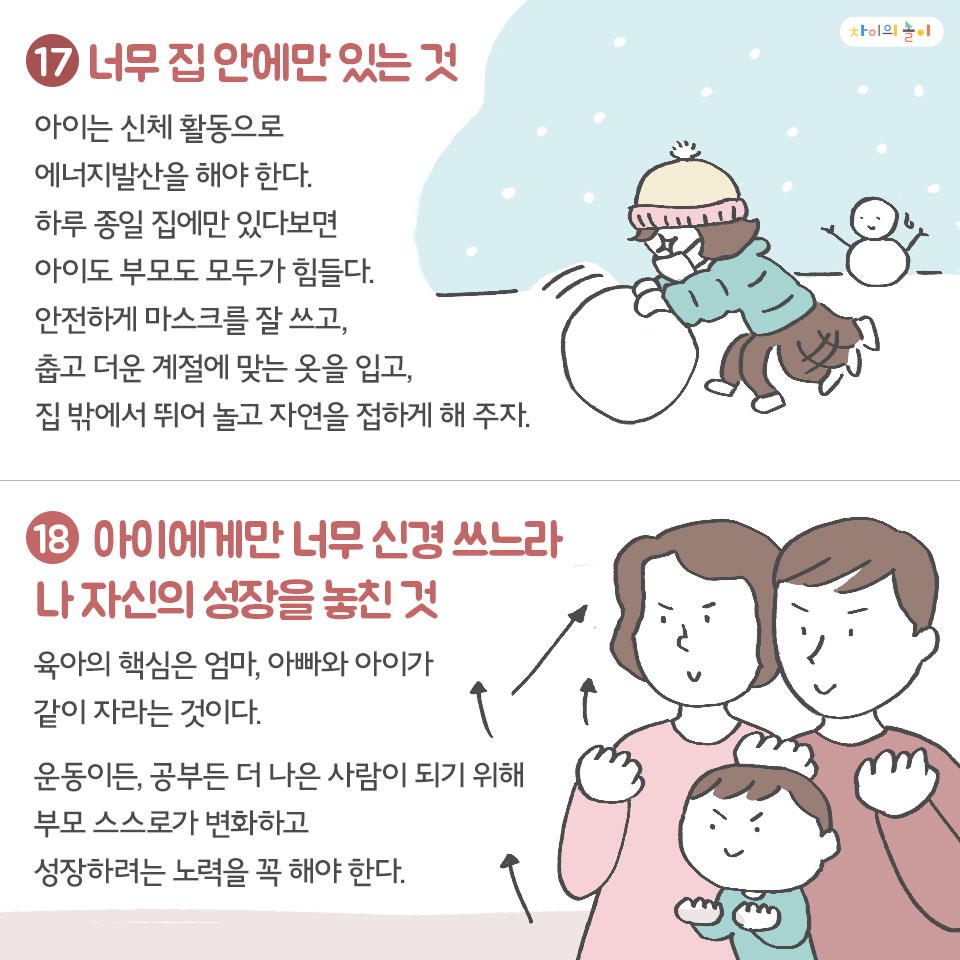 차이의 놀이
17 너무 집 안에만 있는 것
아이는 신체 활동으로
에너지발산을 해야 한다.
하루 종일 집에만 있다보면
아이도 부모도 모두가 힘들다.
안전하게 마스크를 잘 쓰고,
춥고 더운 계절에 맞는 옷을 입고,
집 밖에서 뛰어 놀고 자연을 접하게 해 주자.
18 아이에게만 너무 신경 쓰느라
나 자신의 성장을 놓친 것
육아의 핵심은 엄마, 아빠와 아이가
같이 자라는 것이다.
운동이든, 공부든 더 나은 사람이 되기 위해
부모 스스로가 변화하고
성장하려는 노력을 꼭 해야 한다.